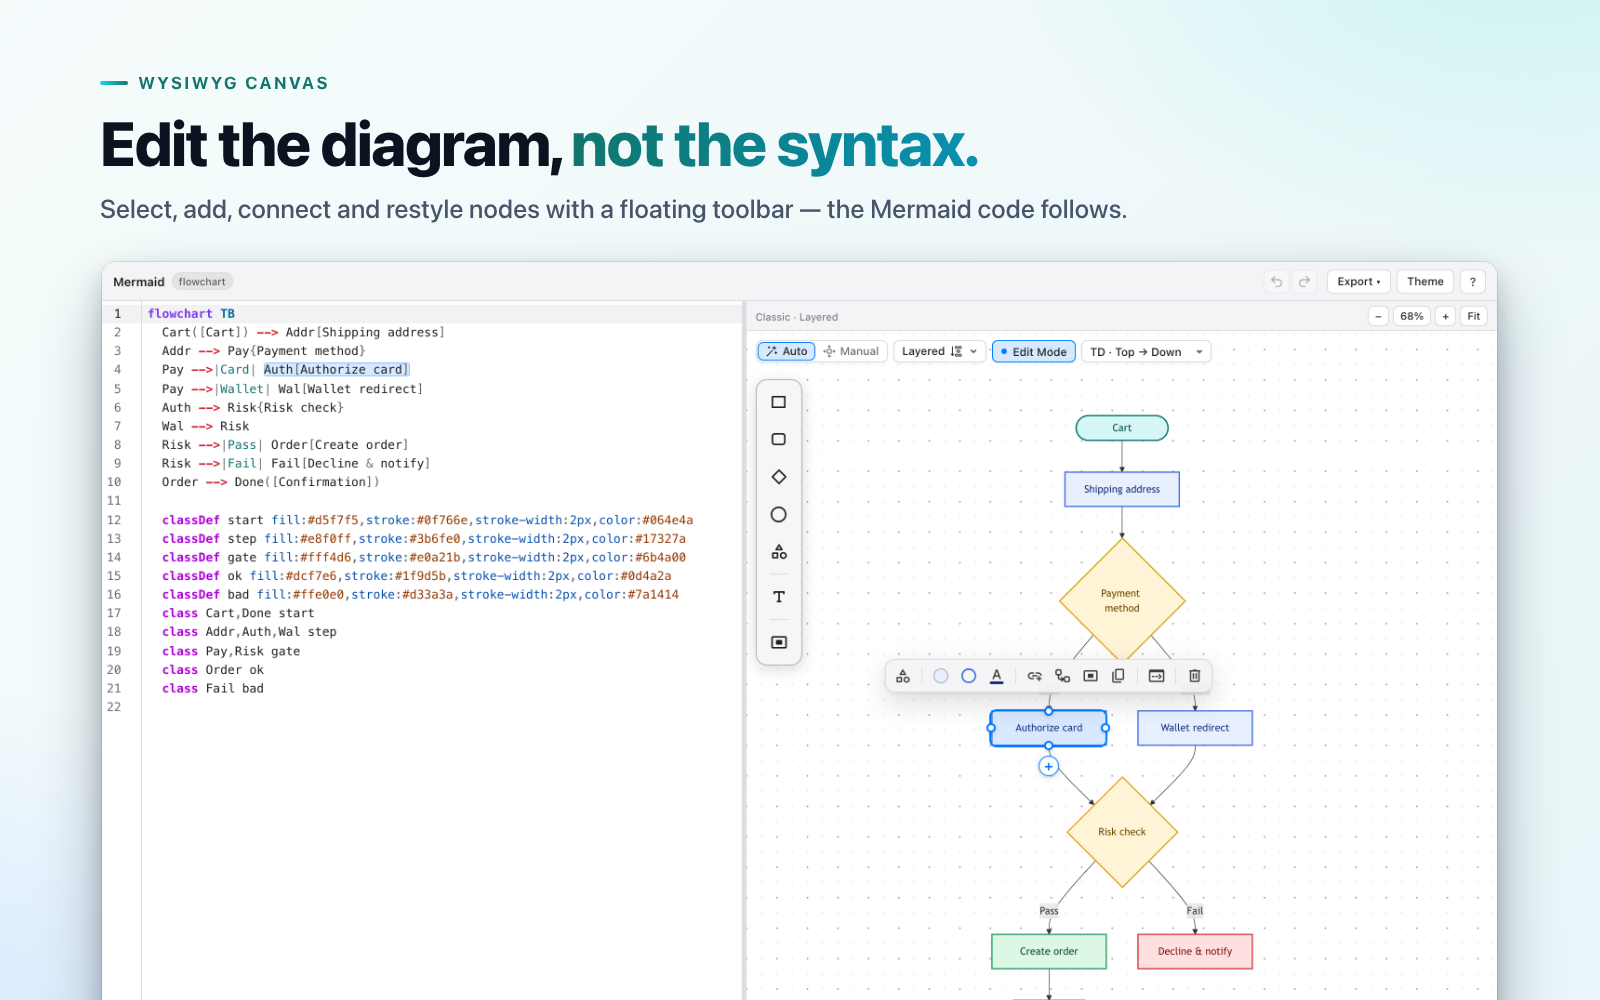 WYSIWYG CANVAS
Edit the diagram, not the syntax.
Select, add, connect and restyle nodes with a floating toolbar — the Mermaid code follows.
Mermaid flowchart
Export Theme ?
1 flowchart TB
2 Cart([Cart]) --> Addr[Shipping address]
3 Addr --> Pay{Payment method}
4 Pay -->|Card| Auth[Authorize card]
5 Pay -->|Wallet| Wal[Wallet redirect]
6 Auth --> Risk{Risk check}
7 Wal --> Risk
8 Risk -->|Pass| Order[Create order]
9 Risk -->|Fail| Fail[Decline & notify]
10 Order --> Done([Confirmation])
11
12 classDef start fill:#d5f7f5,stroke:#0f766e,stroke-width:2px,color:#064e4a
13 classDef step fill:#e8f0ff,stroke:#3b6fe0,stroke-width:2px,color:#17327a
14 classDef gate fill:#fff4d6,stroke:#e0a21b,stroke-width:2px,color:#6b4a00
15 classDef ok fill:#dcf7e6,stroke:#1f9d5b,stroke-width:2px,color:#0d4a2a
16 classDef bad fill:#ffe0e0,stroke:#d33a3a,stroke-width:2px,color:#7a1414
17 class Cart,Done start
18 class Addr,Auth,Wal step
19 class Pay,Risk gate
20 class Order ok
21 class Fail bad
22
Classic · Layered
− 68% + Fit
Auto Manual Layered Edit Mode TD · Top → Down
T
Cart
Shipping address
Payment
method
A
Authorize card
Wallet redirect
+
Risk check
Pass
Fail
Create order
Decline & notify